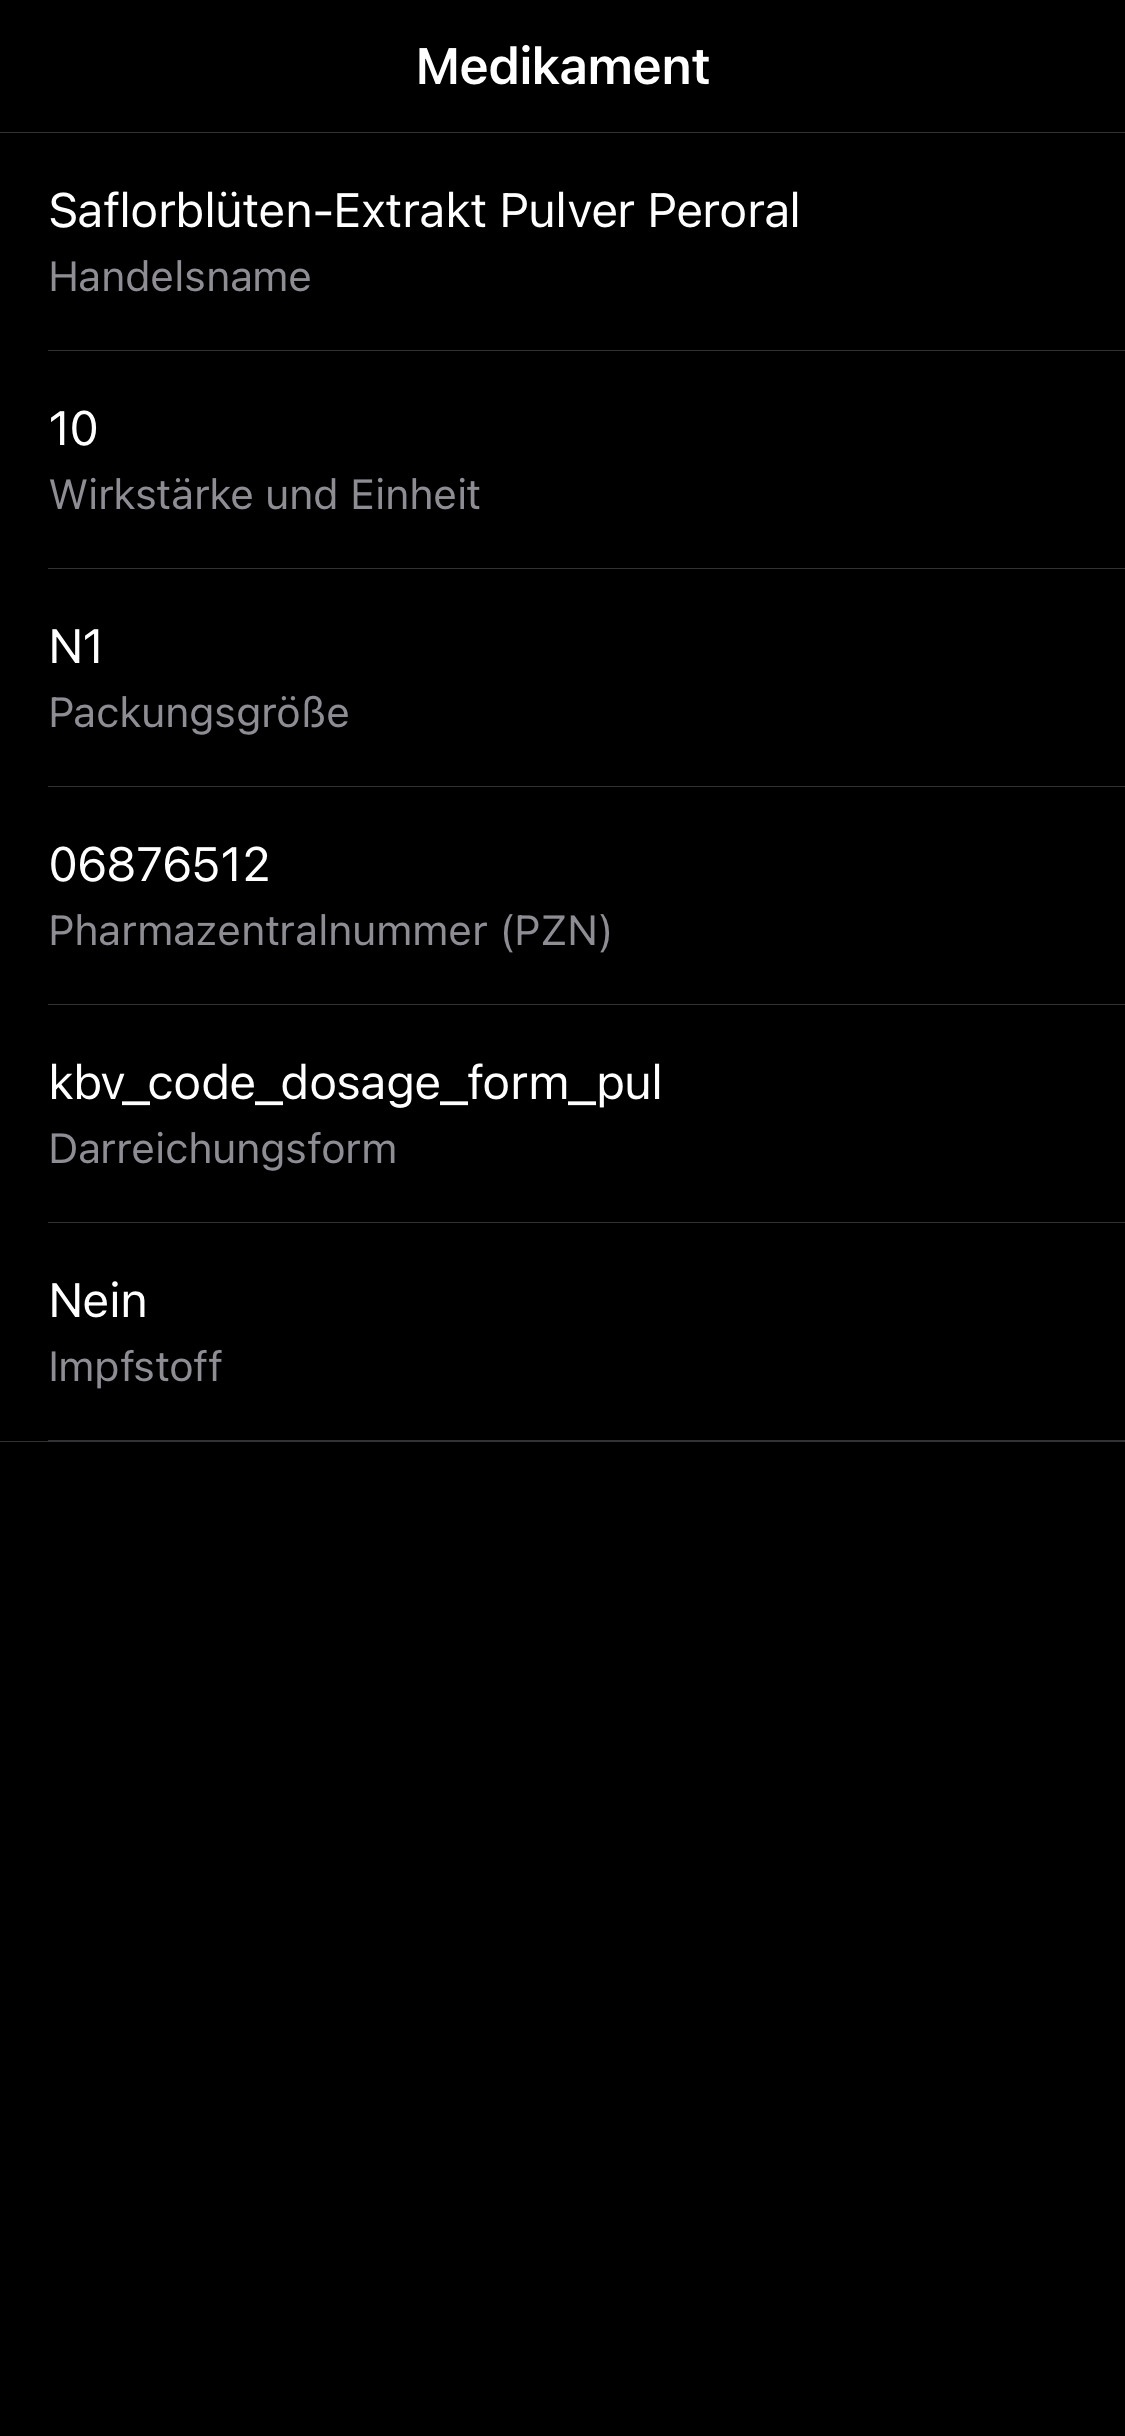 Medikament
Saflorblüten-Extrakt Pulver Peroral
Handelsname
10
Wirkstärke und Einheit
N1
Packungsgröße
06876512
Pharmazentralnummer (PZN)
kbv_code_dosage_form_pul
Darreichungsform
Nein
Impfstoff